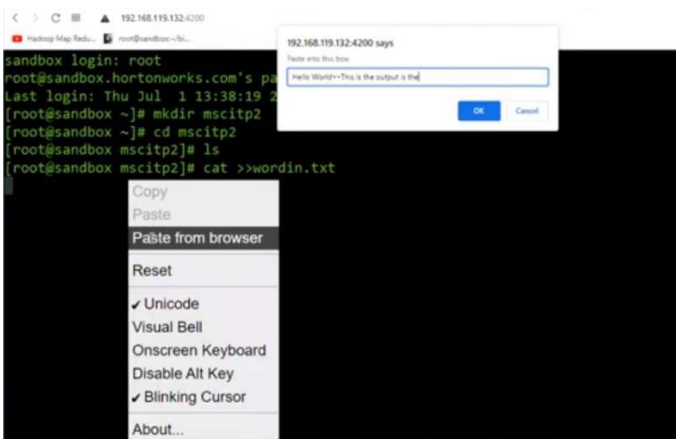 192.168.119.132:4200
Hadoop Map Redu...
root@sandbox:~/bi...
192.168.119.132:4200 says
Paste into this box:
Hello World~~This is the output is the
OK
Cancel
sandbox login: root
root@sandbox.hortonworks.com's pa
Last login: Thu Jul 1 13:38:19 2
[root@sandbox ~]# mkdir mscitp2
[root@sandbox ~]# cd mscitp2
[root@sandbox mscitp2]# ls
[root@sandbox mscitp2]# cat >>wordin.txt
Copy
Paste
Paste from browser
Reset
✔ Unicode
Visual Bell
Onscreen Keyboard
Disable Alt Key
✔ Blinking Cursor
About...